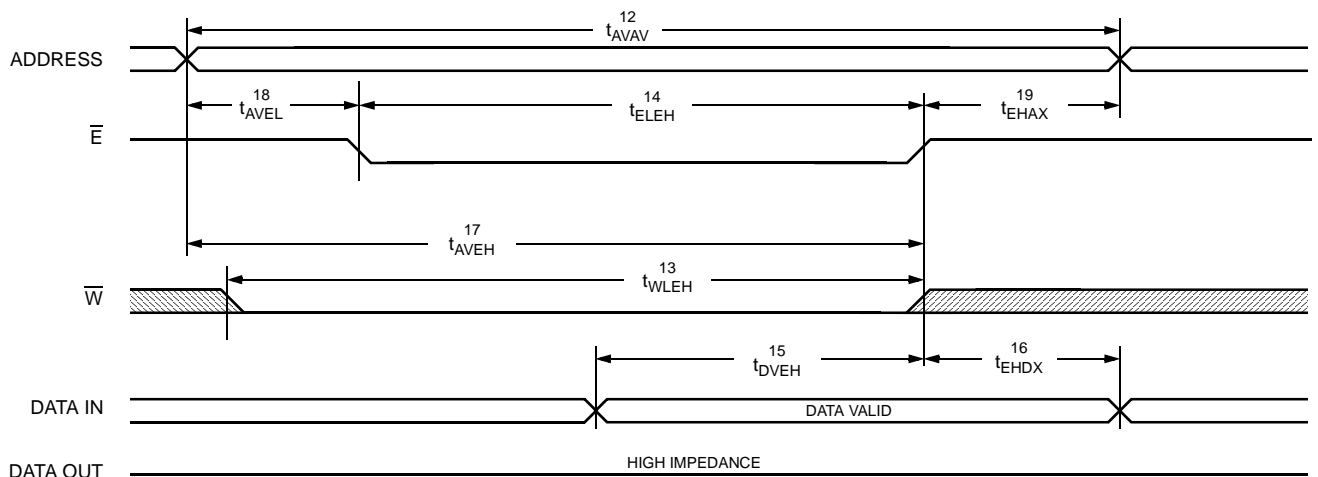 12
tAVAV
ADDRESS
18
tAVEL
14
tELEH
19
tEHAX
E
17
tAVEH
13
tWLEH
W
15
tDVEH
16
tEHDX
DATA IN
DATA VALID
DATA OUT
HIGH IMPEDANCE